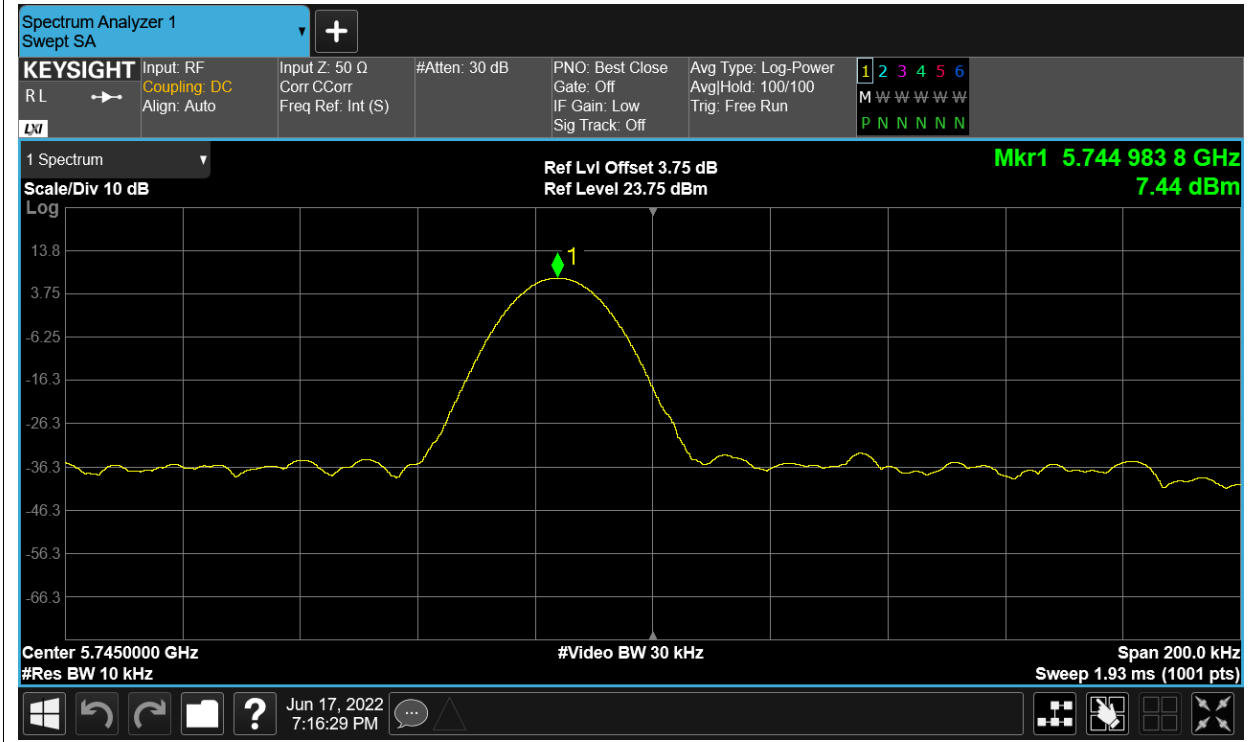 Spectrum Analyzer 1
Swept SA
+
KEYSIGHT
R L
LXI
Input: RF
Coupling: DC
Align: Auto
Input Z: 50 Ω
Corr CCorr
Freq Ref: Int (S)
#Atten: 30 dB
PNO: Best Close
Gate: Off
IF Gain: Low
Sig Track: Off
Avg Type: Log-Power
Avg|Hold: 100/100
Trig: Free Run
1 2 3 4 5 6
M W W W W W
P N N N N N
1 Spectrum
Scale/Div 10 dB
Log
Ref Lvl Offset 3.75 dB
Ref Level 23.75 dBm
Mkr1 5.744 983 8 GHz
7.44 dBm
1
13.8
3.75
-6.25
-16.3
-26.3
-36.3
-46.3
-56.3
-66.3
Center 5.7450000 GHz
#Res BW 10 kHz
#Video BW 30 kHz
Span 200.0 kHz
Sweep 1.93 ms (1001 pts)
?
Jun 17, 2022
7:16:29 PM